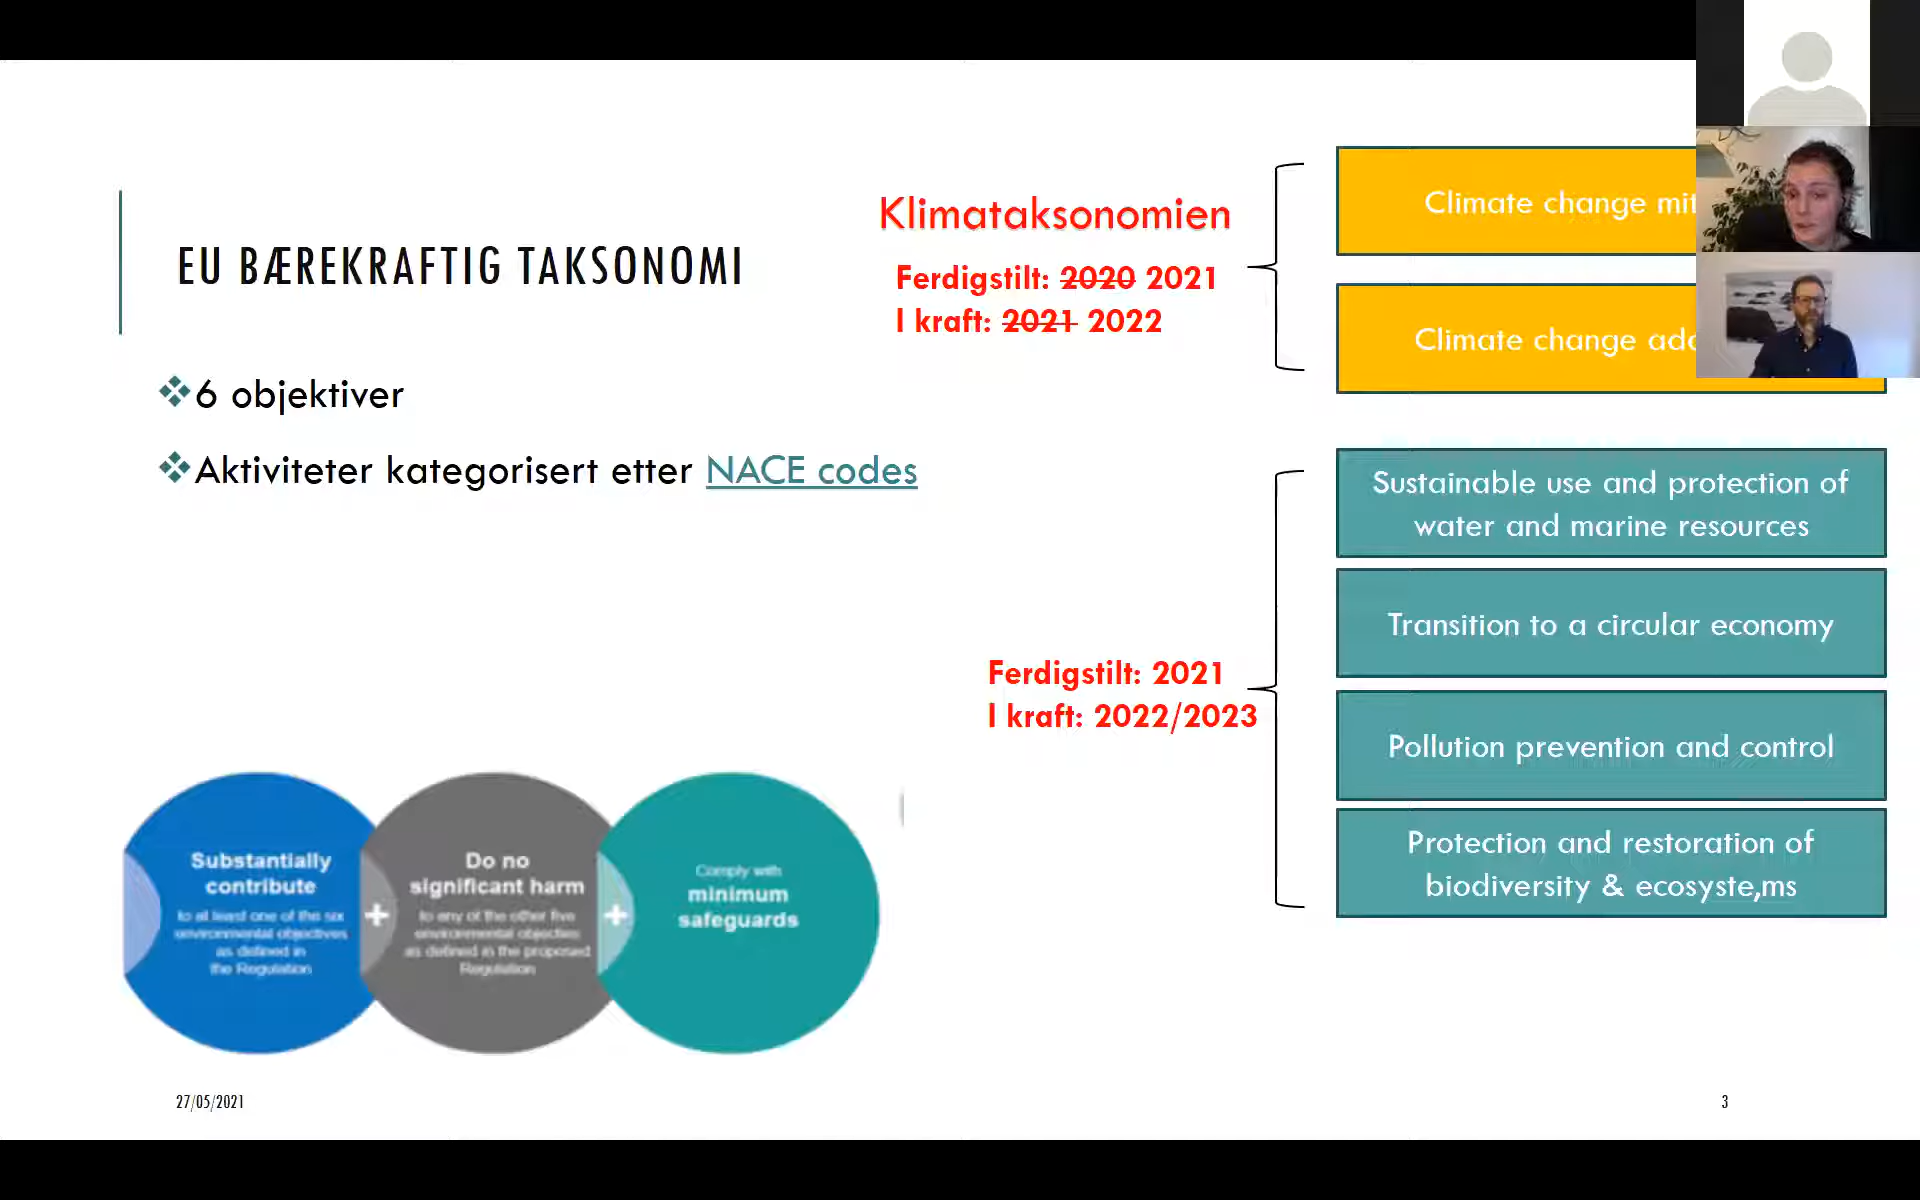 EU BÆREKRAFTIG TAKSONOMI
6 objektiver
Aktiviteter kategorisert etter NACE codes
Klimataksonomien
Ferdigstilt: 2020 2021
I kraft: 2021 2022
Climate change mit
Climate change ada
Ferdigstilt: 2021
I kraft: 2022/2023
Sustainable use and protection of
water and marine resources
Transition to a circular economy
Pollution prevention and control
Protection and restoration of
biodiversity & ecosyste,ms
Substantially
contribute
to at least one of the six
environmental objectives
as defined in
the Regulation
+
Do no
significant harm
to any of the other five
environmental objective
as defined in the proposed
Regulation
+
Comply with
minimum
safeguards
27/05/2021
3